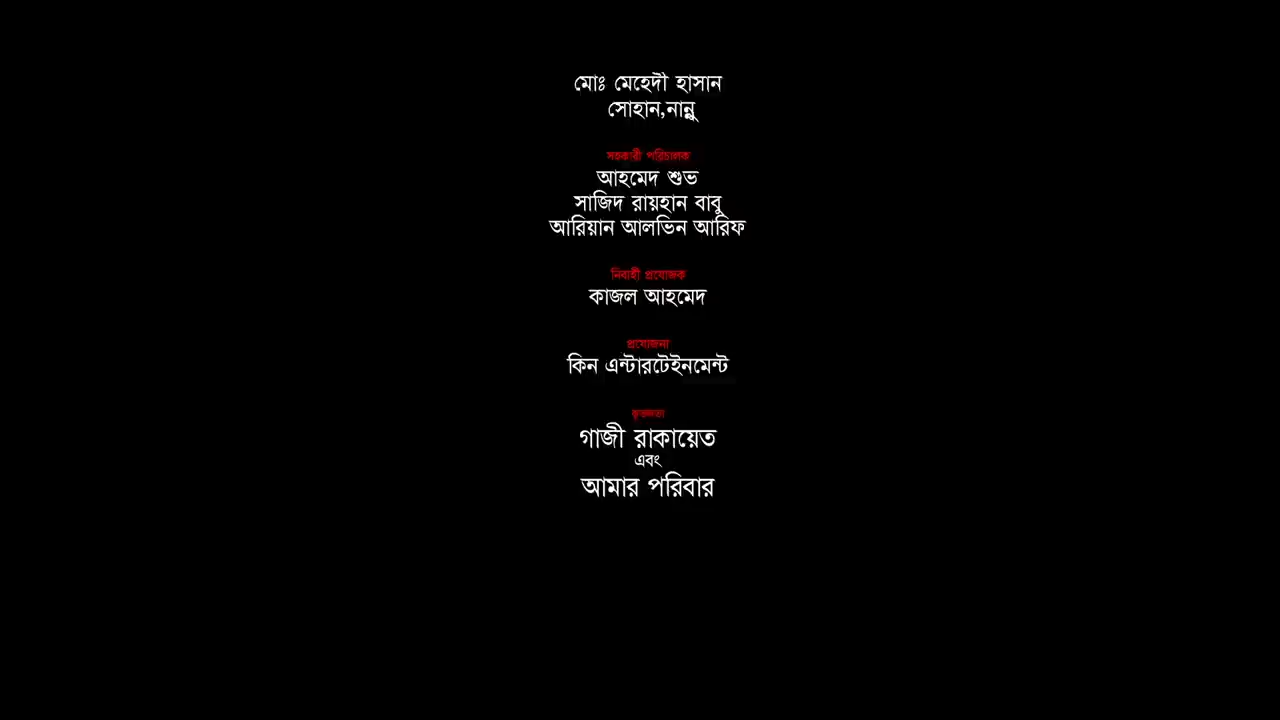 মোঃ মেহেদী হাসান
সোহান,নান্নু
সহকারী পরিচালক
আহমেদ শুভ
সাজিদ রায়হান বাবু
আরিয়ান আলভিন আরিফ
নিবাহী প্রযোজক
কাজল আহমেদ
প্রযোজনা
কিন এন্টারটেইনমেন্ট
কৃতজ্ঞতা
গাজী রাকায়েত
এবং
আমার পরিবার